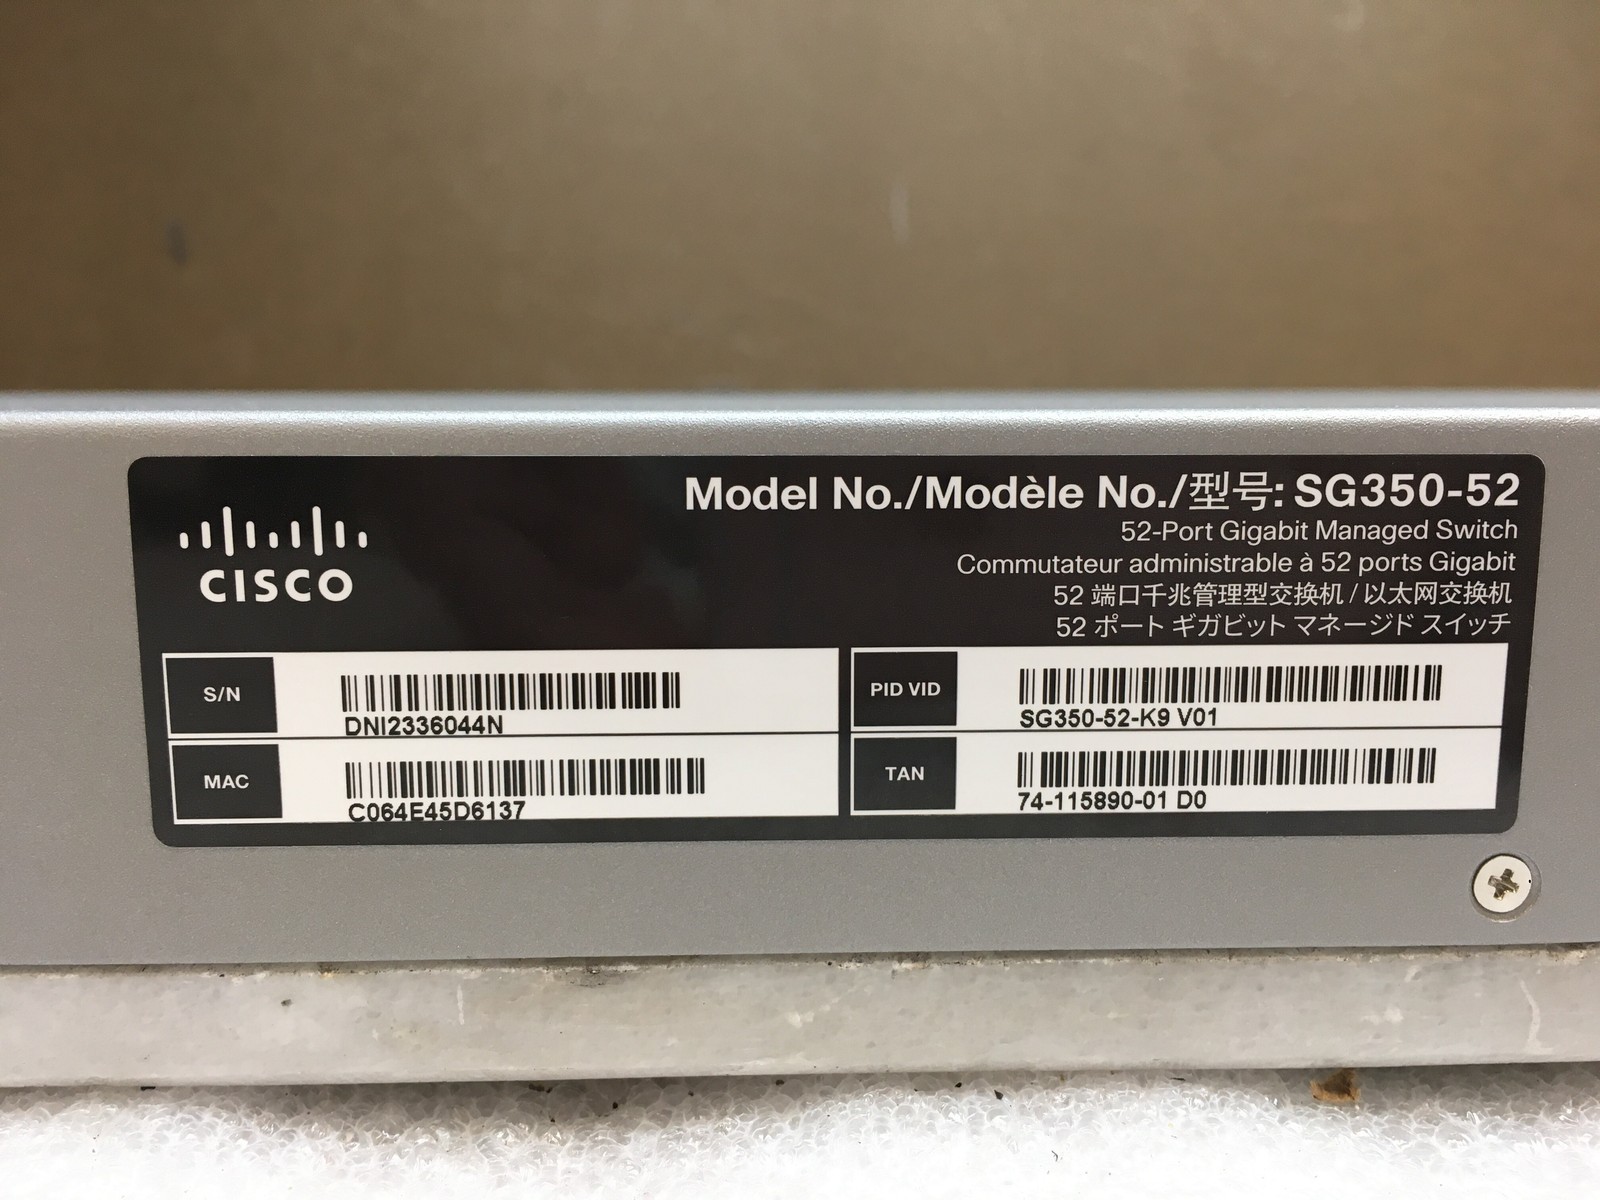 CISCO
Model No./Modèle No./型号: SG350-52
52-Port Gigabit Managed Switch
Commutateur administrable à 52 ports Gigabit
52 端口千兆管理型交换机 / 以太网交换机
52 ポート ギガビット マネージド スイッチ
S/N
DNI2336044N
PID VID
SG350-52-K9 V01
MAC
C064E45D6137
TAN
74-115890-01 D0